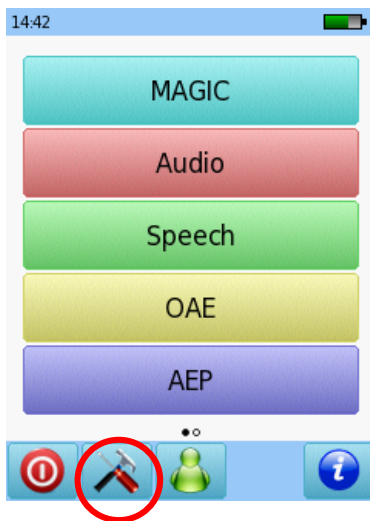 14:42
MAGIC
Audio
Speech
OAE
AEP
i